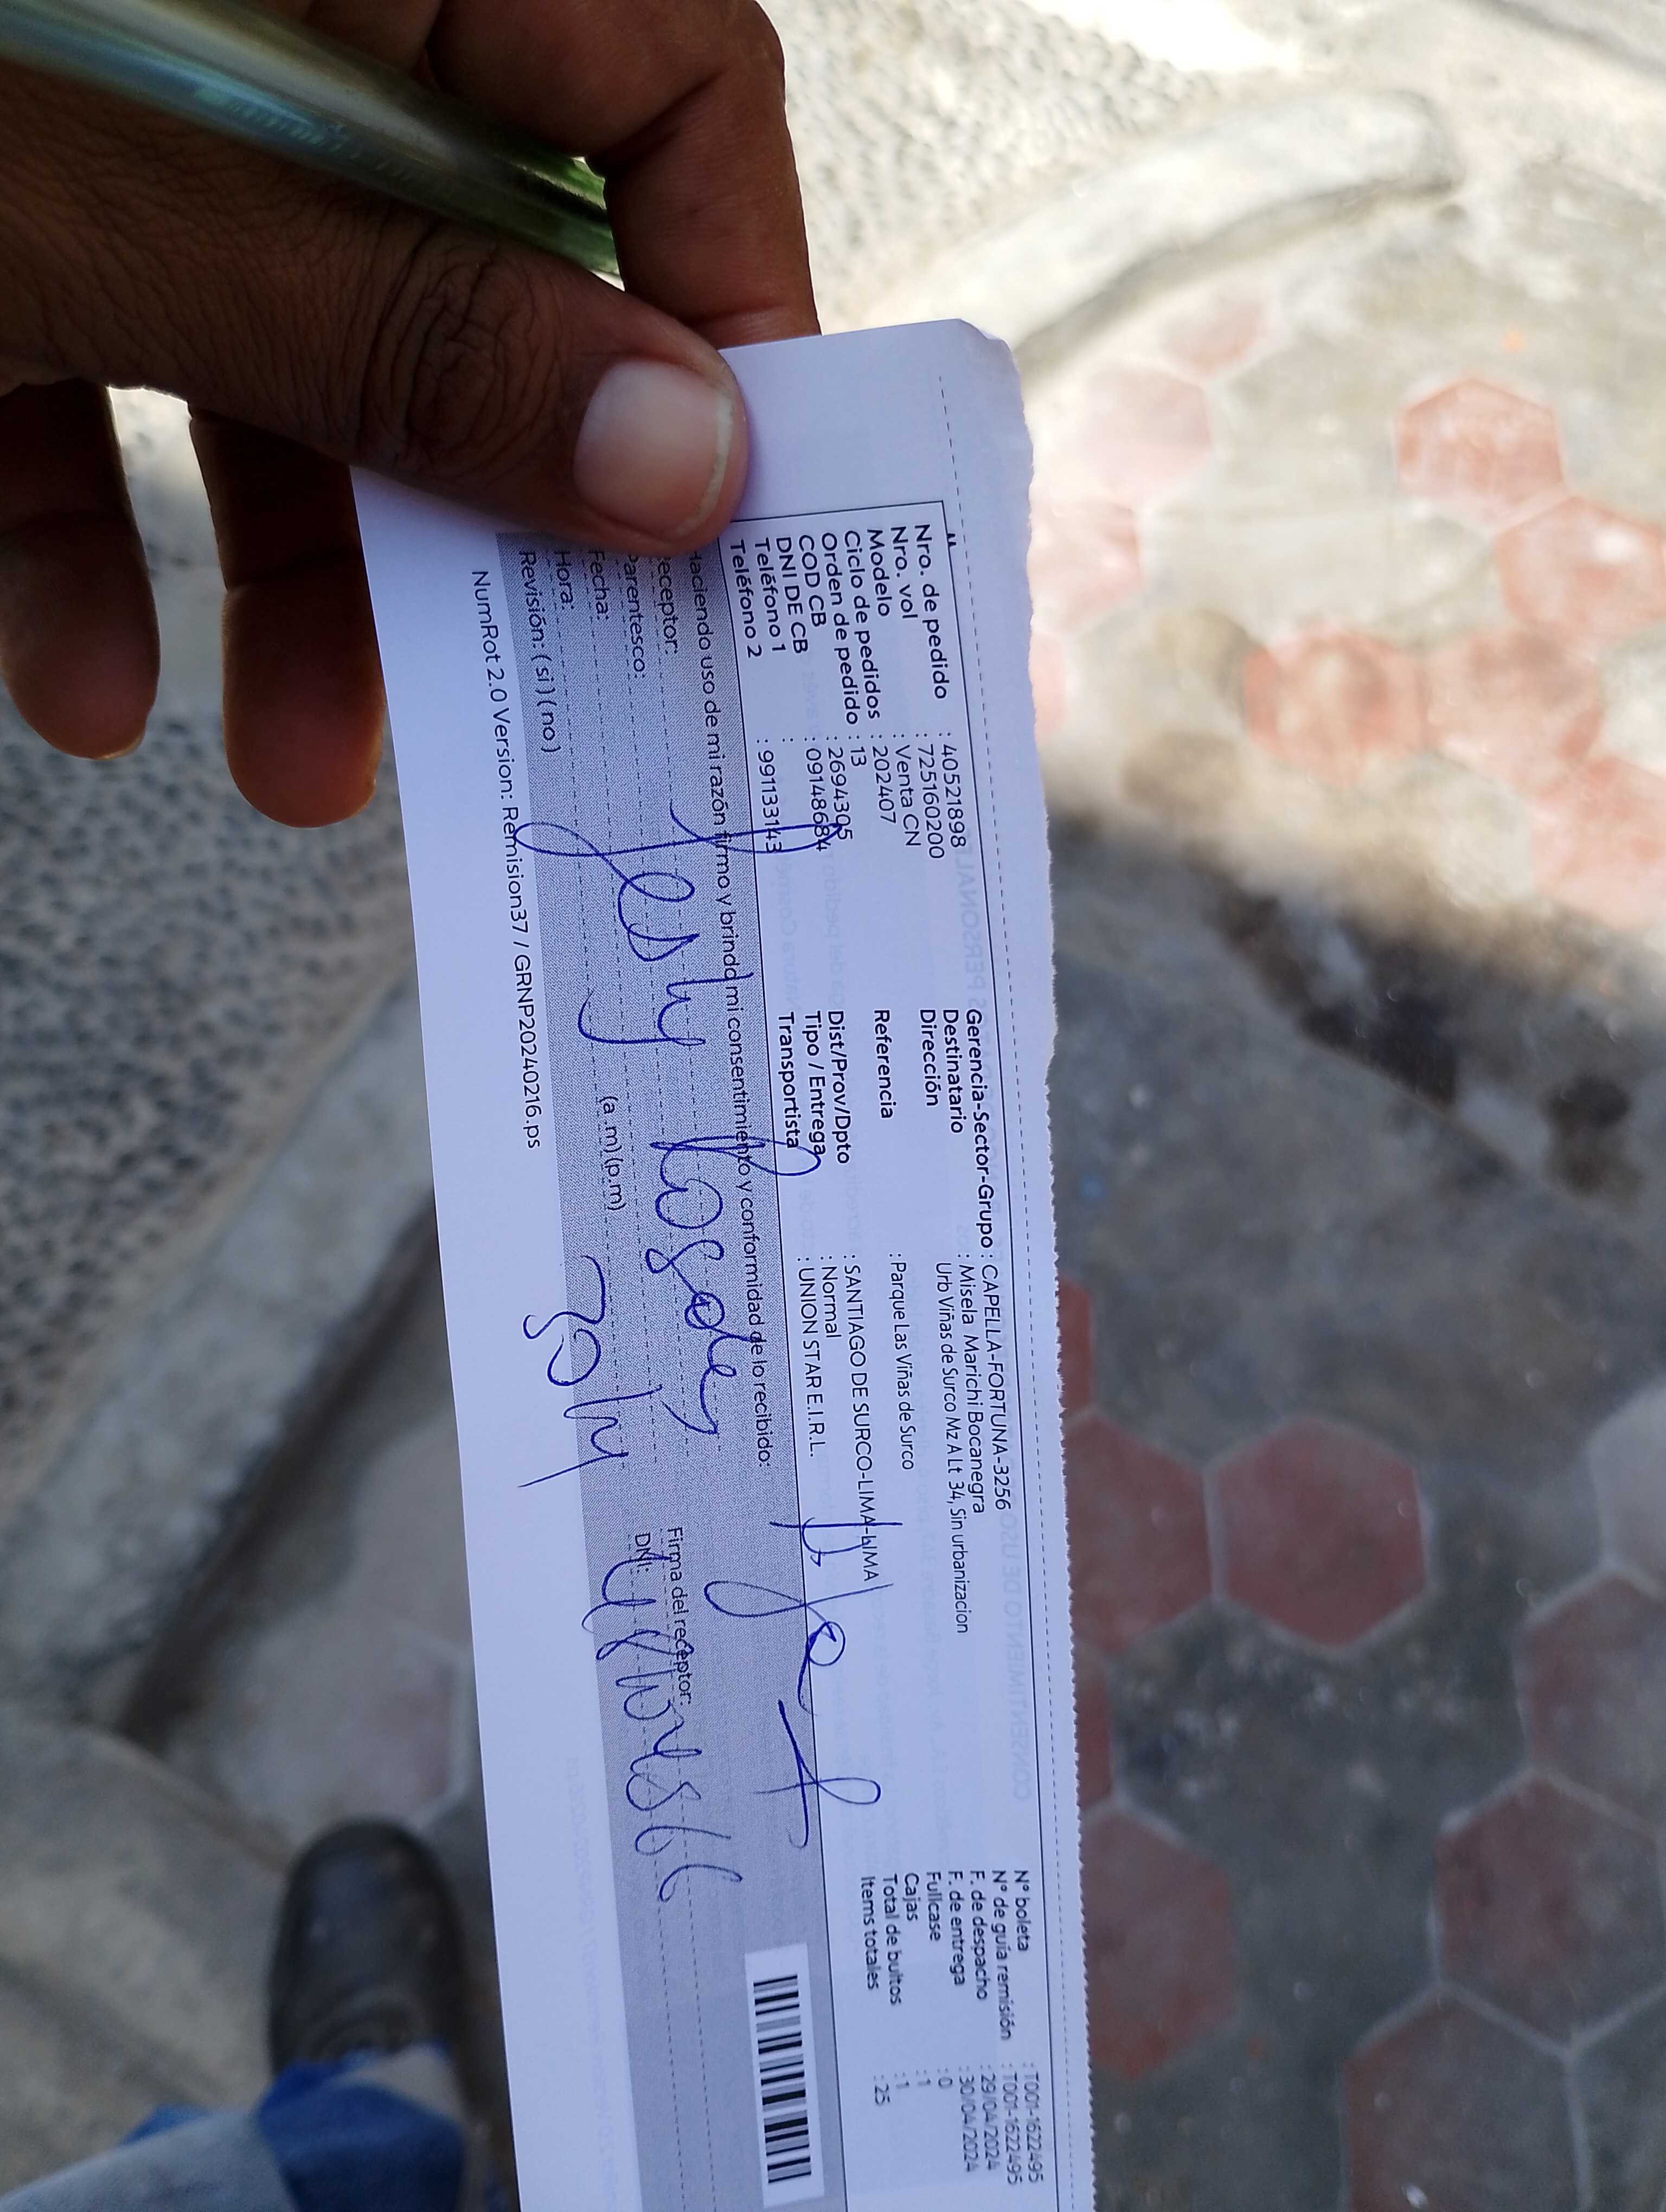 Nro. de pedido : 40521898
Nro. vol : 725160200
Modelo : Venta CN
Ciclo de pedidos : 202407
Orden de pedido : 13
COD CB : 2694305
DNI DE CB : 09148684
Teléfono 1 :
Teléfono 2 : 991133143
Gerencia-Sector-Grupo : CAPELLA-FORTUNA-3256
Destinatario : Misela Marichi Bocanegra
Dirección Urb Viñas de Surco Mz A Lt 34, Sin urbanizacion
Referencia : Parque Las Viñas de Surco
Dist/Prov/Dpto : SANTIAGO DE SURCO-LIMA-LIMA
Tipo / Entrega : Normal
Transportista : UNION STAR E.I.R.L.
N° boleta : T001-1622495
N° de guia remisión : T001-1622495
F. de despacho : 29/04/2024
F. de entrega : 30/04/2024
Fullcase : 0
Cajas : 1
Total de bultos : 1
Items totales : 25
Haciendo uso de mi razón firmo y brindo mi consentimiento y conformidad de lo recibido:
eceptor:
Parentesco:
Fecha:
Hora: (a.m) (p.m)
Revisión: (si) (no)
Firma del receptor:
DNI:
NumRot 2.0 Version: Remision37 / GRNP20240216.ps